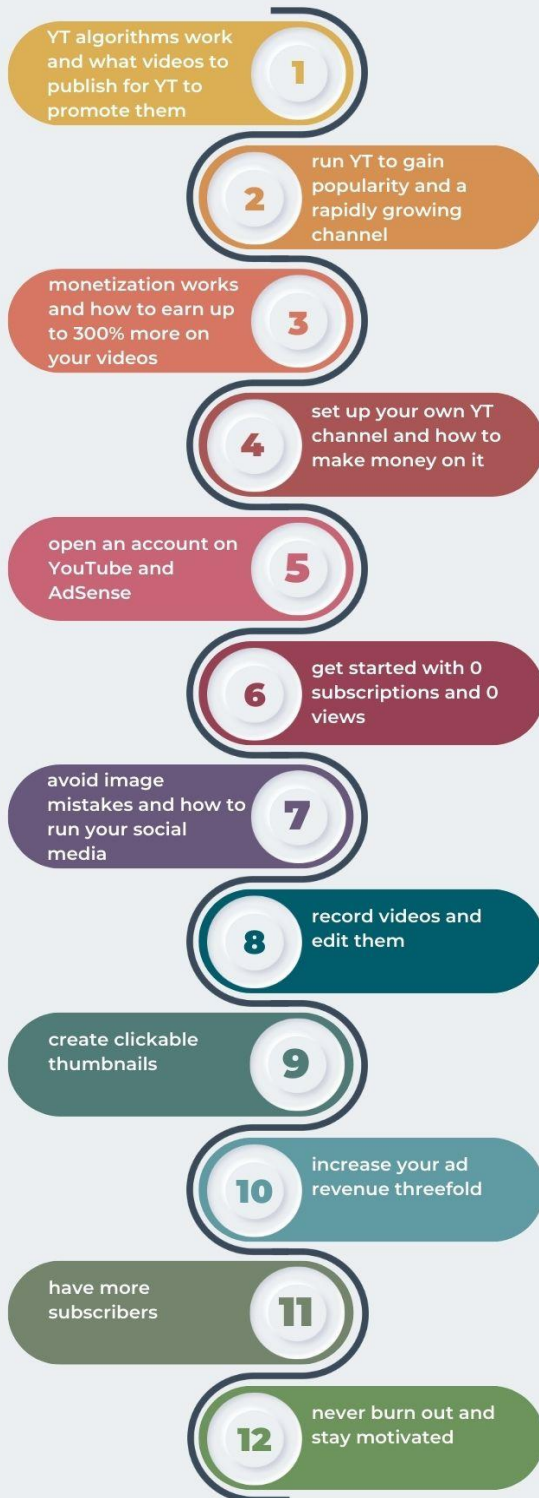 YT algorithms work
and what videos to
publish for YT to
promote them
1
2
run YT to gain
popularity and a
rapidly growing
channel
monetization works
and how to earn up
to 300% more on
your videos
3
4
set up your own YT
channel and how to
make money on it
open an account on
YouTube and
AdSense
5
6
get started with 0
subscriptions and 0
views
avoid image
mistakes and how to
run your social
media
7
8
record videos and
edit them
create clickable
thumbnails
9
10
increase your ad
revenue threefold
have more
subscribers
11
12
never burn out and
stay motivated